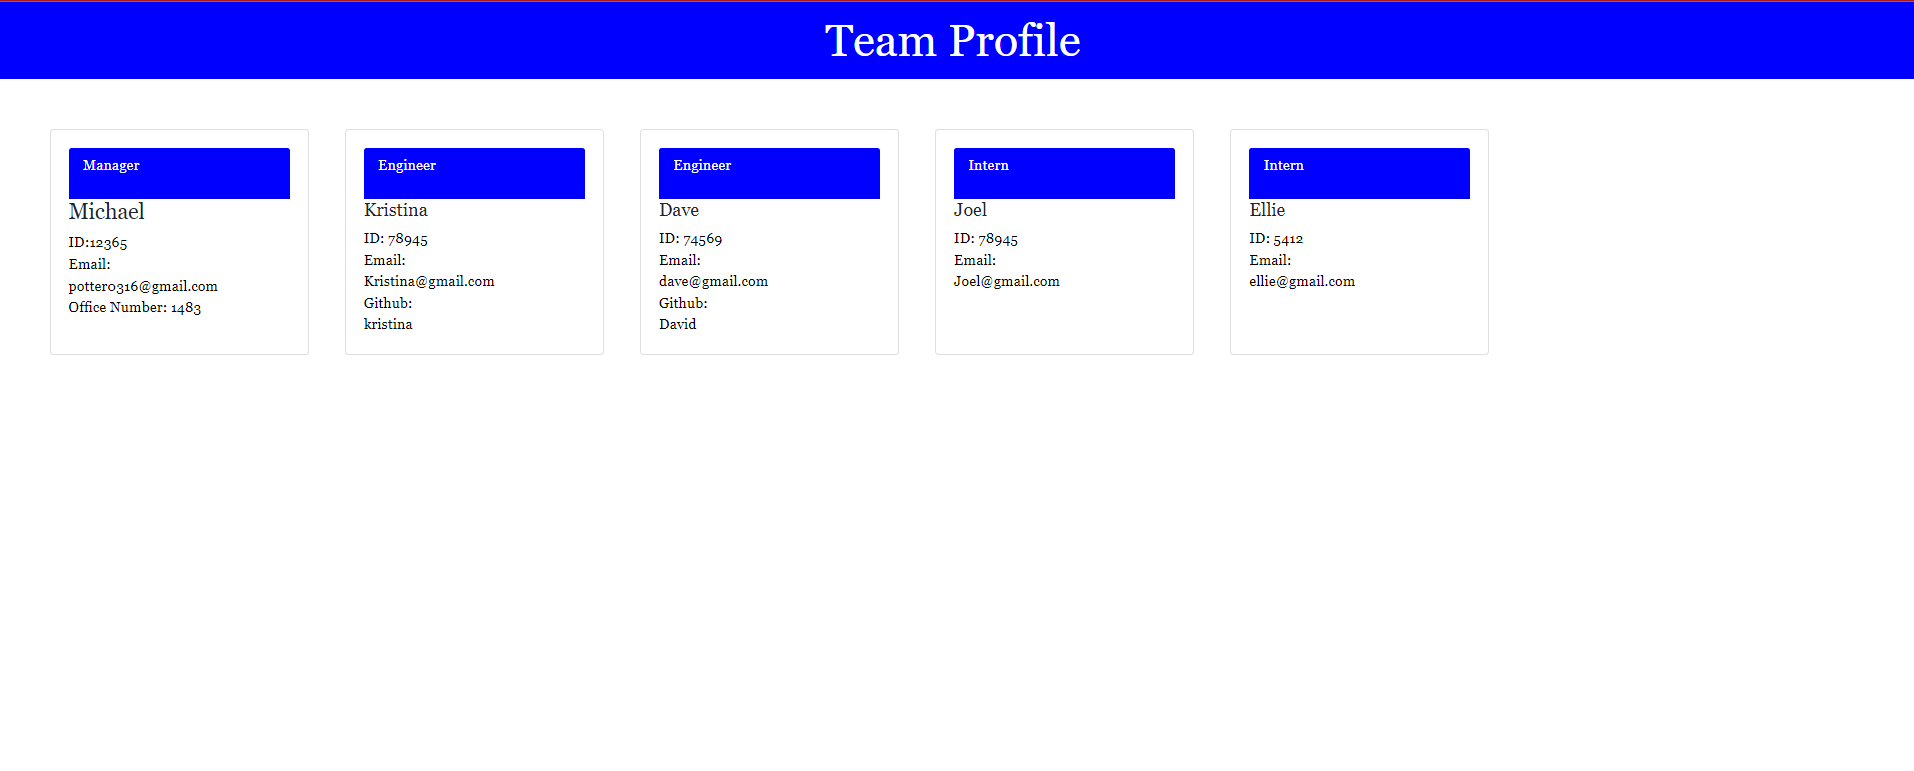 Team Profile
Manager
Michael
ID:12365
Email:
potter0316@gmail.com
Office Number: 1483
Engineer
Kristina
ID: 78945
Email:
Kristina@gmail.com
Github:
kristina
Engineer
Dave
ID: 74569
Email:
dave@gmail.com
Github:
David
Intern
Joel
ID: 78945
Email:
Joel@gmail.com
Intern
Ellie
ID: 5412
Email:
ellie@gmail.com